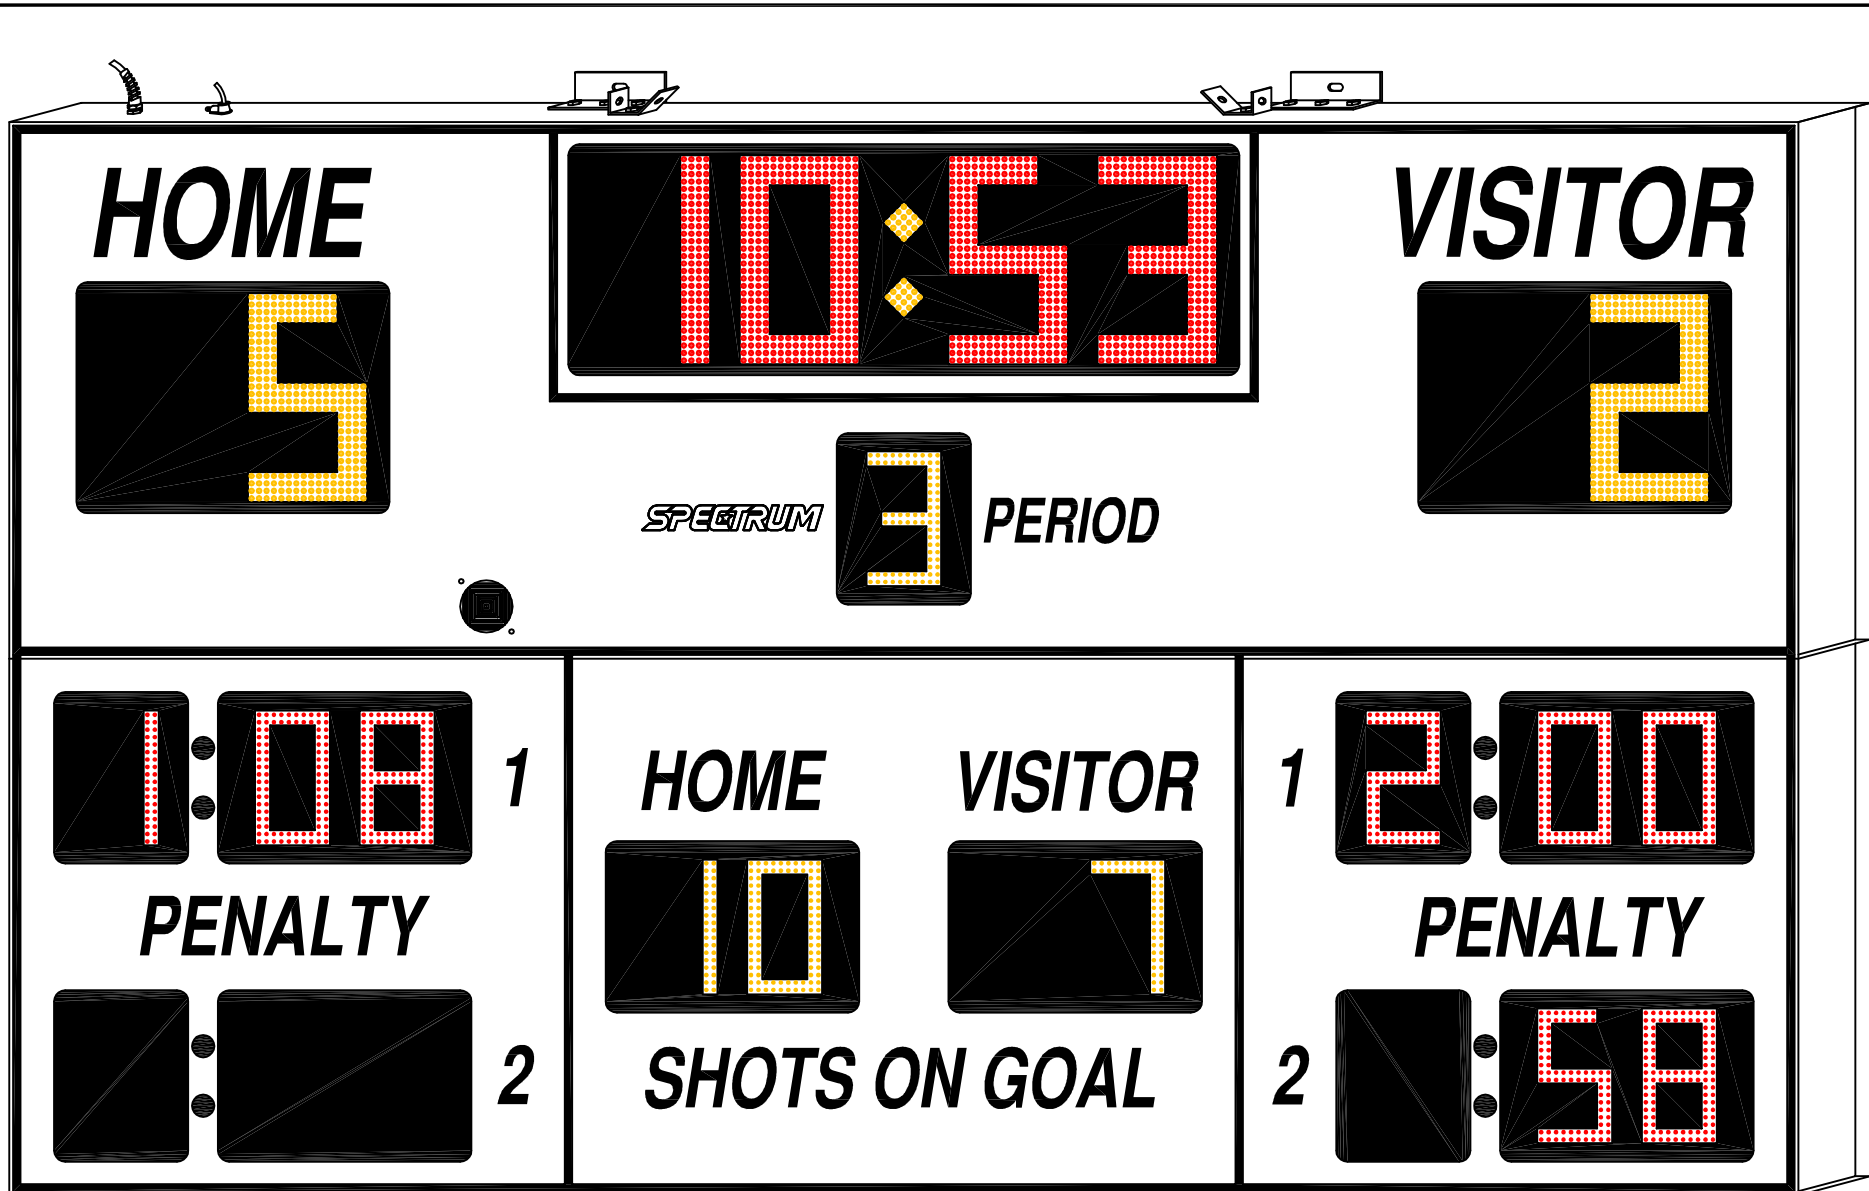 HOME 10:53 VISITOR
5 2
SPECTRUM 3 PERIOD
1 08 1 HOME VISITOR 1 2 00
PENALTY 10 7 PENALTY
2 SHOTS ON GOAL 2 58